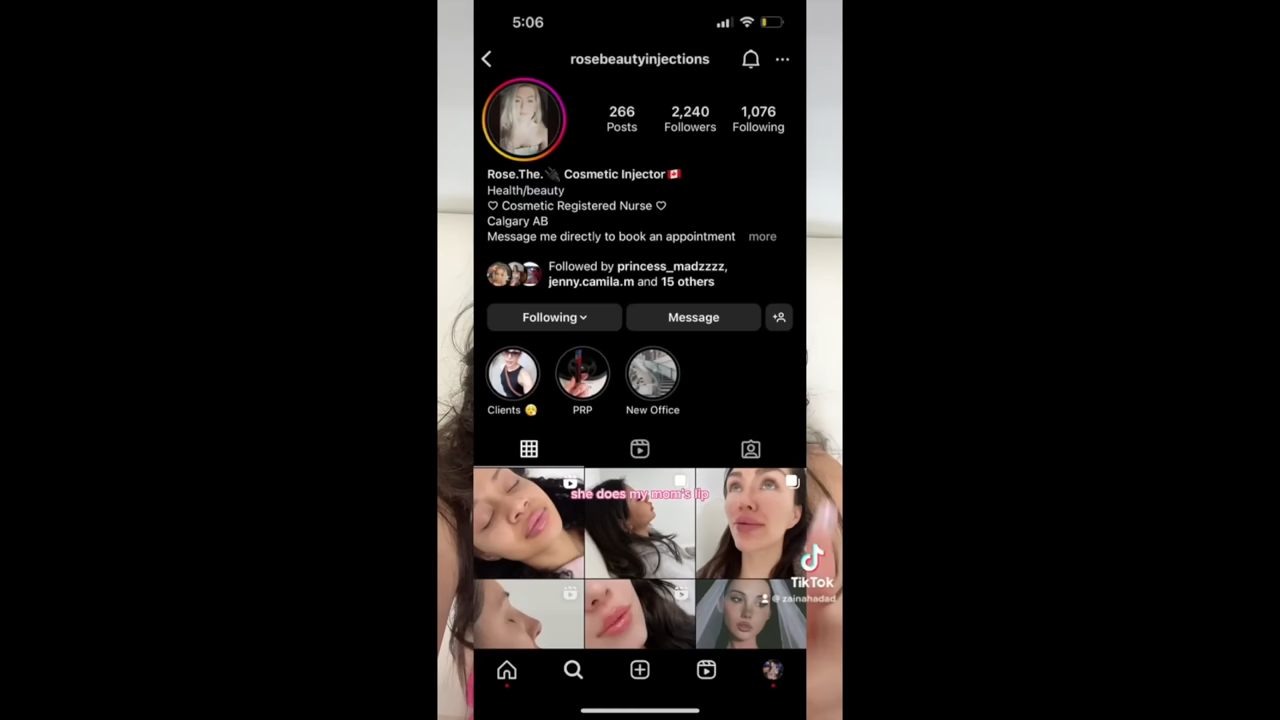 5:06
rosebeautyinjections
266
Posts
2,240
Followers
1,076
Following
Rose.The.🔌 Cosmetic Injector🇨🇦
Health/beauty
♡ Cosmetic Registered Nurse ♡
Calgary AB
Message me directly to book an appointment more
Followed by princess_madzzzz,
jenny.camila.m and 15 others
Following
Message
Clients
PRP
New Office
she does my mom's lip
TikTok
@zainahadad